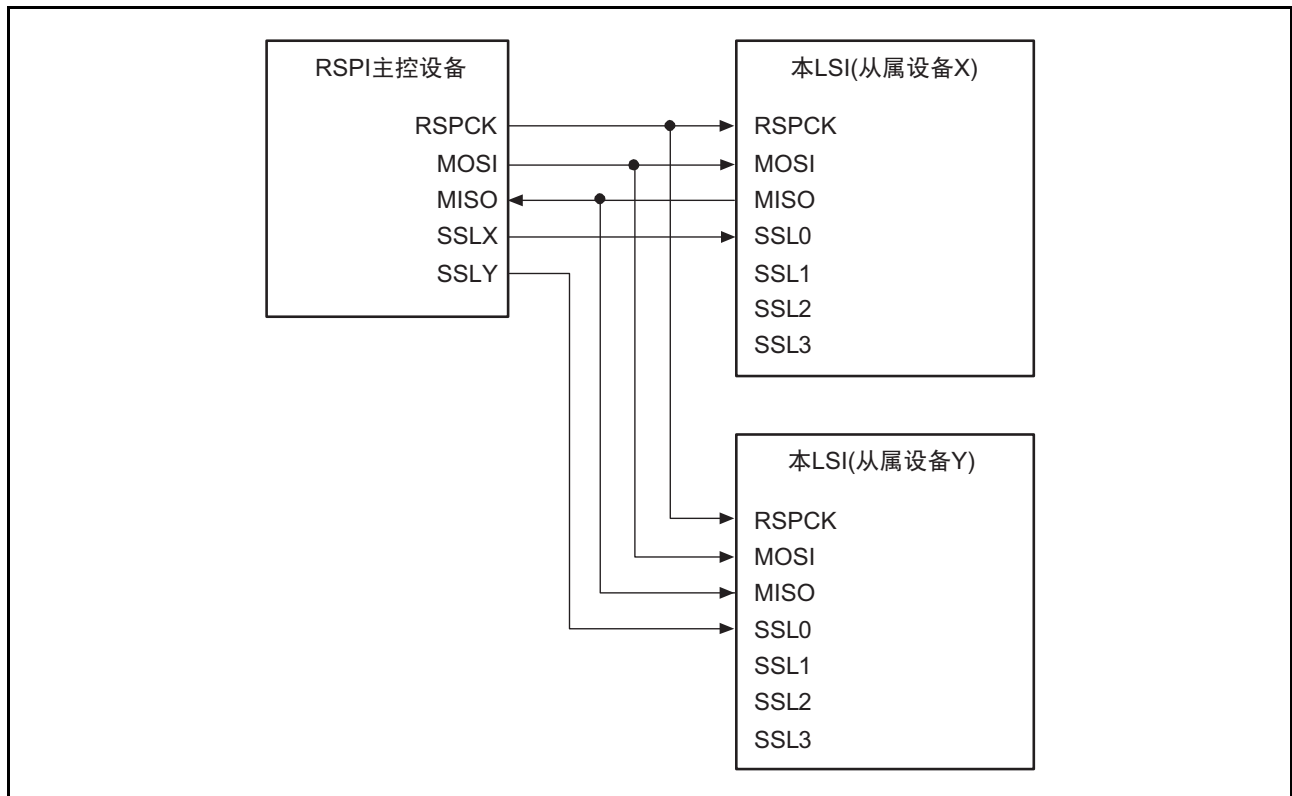 RSPI主控设备
RSPCK
MOSI
MISO
SSLX
SSLY
本LSI(从属设备X)
RSPCK
MOSI
MISO
SSL0
SSL1
SSL2
SSL3
本LSI(从属设备Y)
RSPCK
MOSI
MISO
SSL0
SSL1
SSL2
SSL3